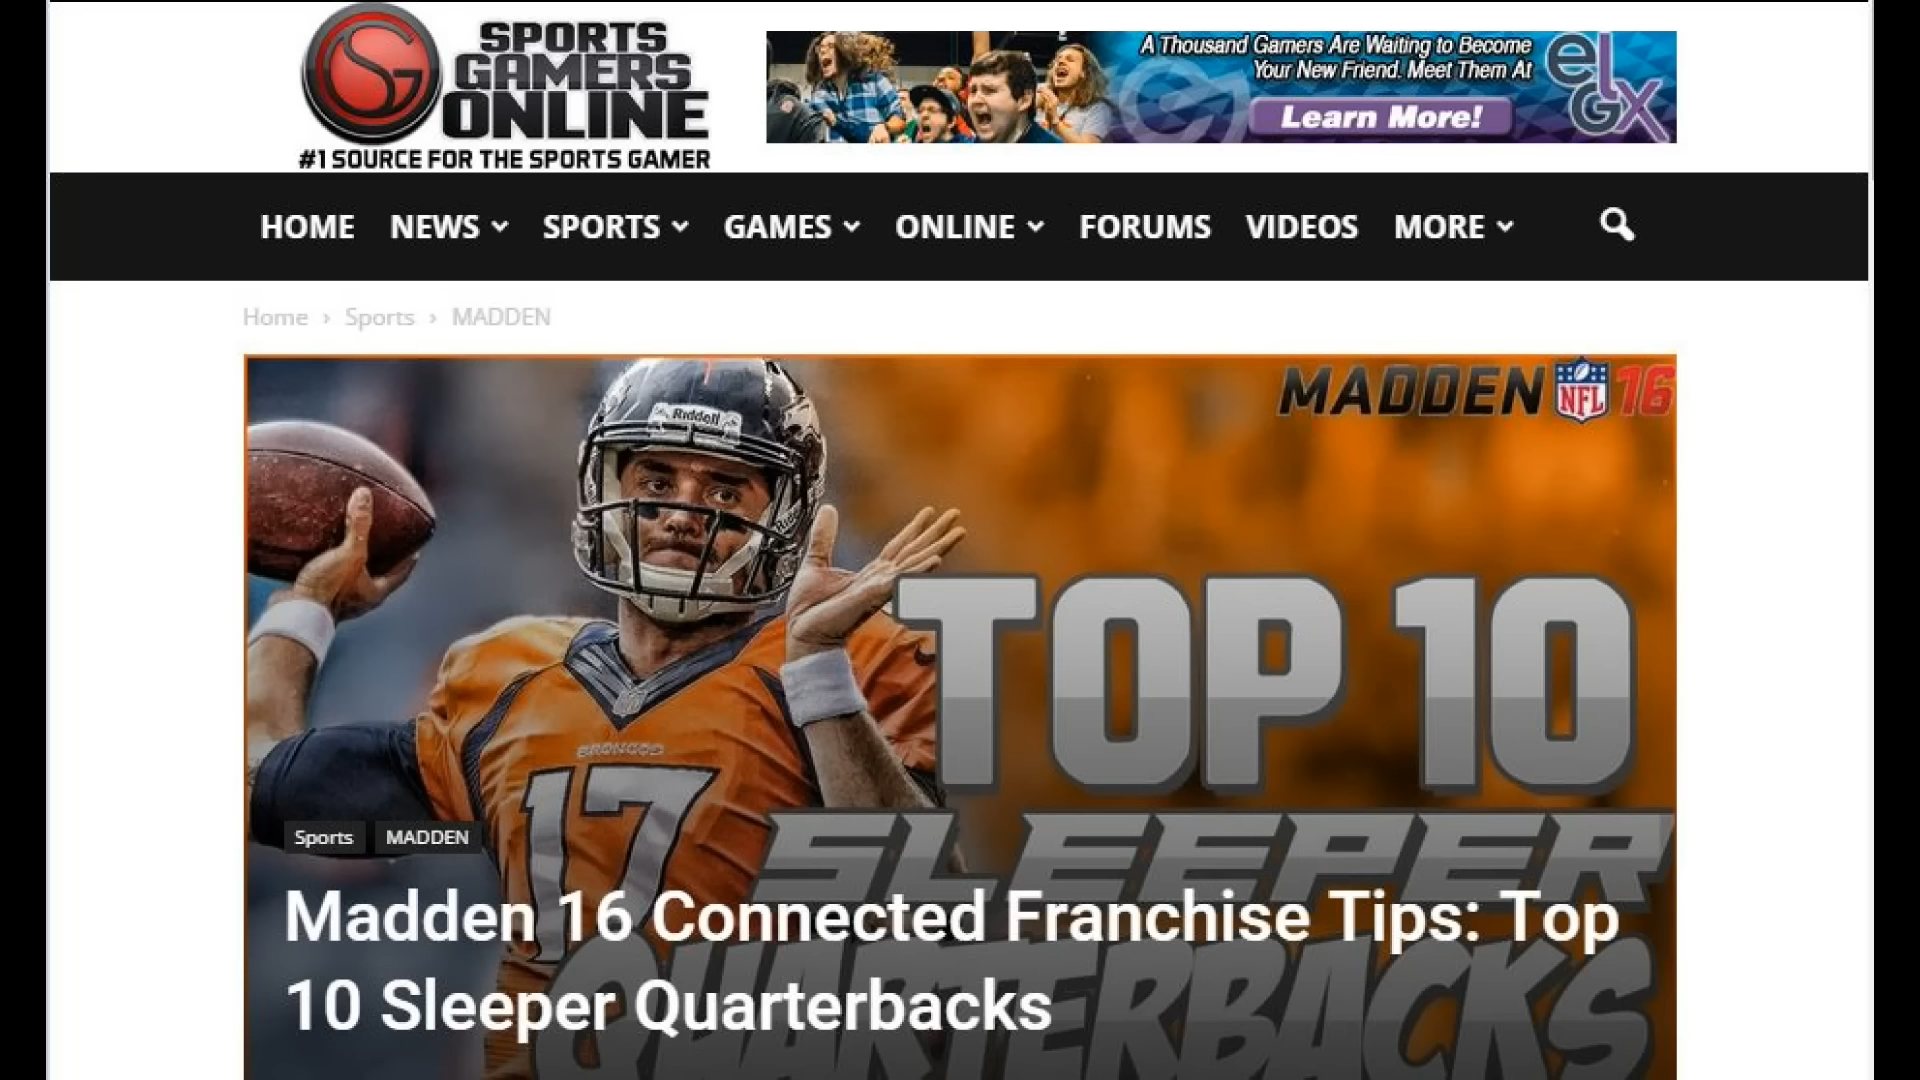 SPORTS
GAMERS
ONLINE
#1 SOURCE FOR THE SPORTS GAMER
A Thousand Gamers Are Waiting to Become
Your New Friend. Meet Them At
Learn More!
eLGX
HOME NEWS SPORTS GAMES ONLINE FORUMS VIDEOS MORE
Home › Sports › MADDEN
MADDEN NFL 16
Riddell
TOP 10
BRONCOS
17
SLEEPER
QUARTERBACKS
Sports MADDEN
Madden 16 Connected Franchise Tips: Top
10 Sleeper Quarterbacks